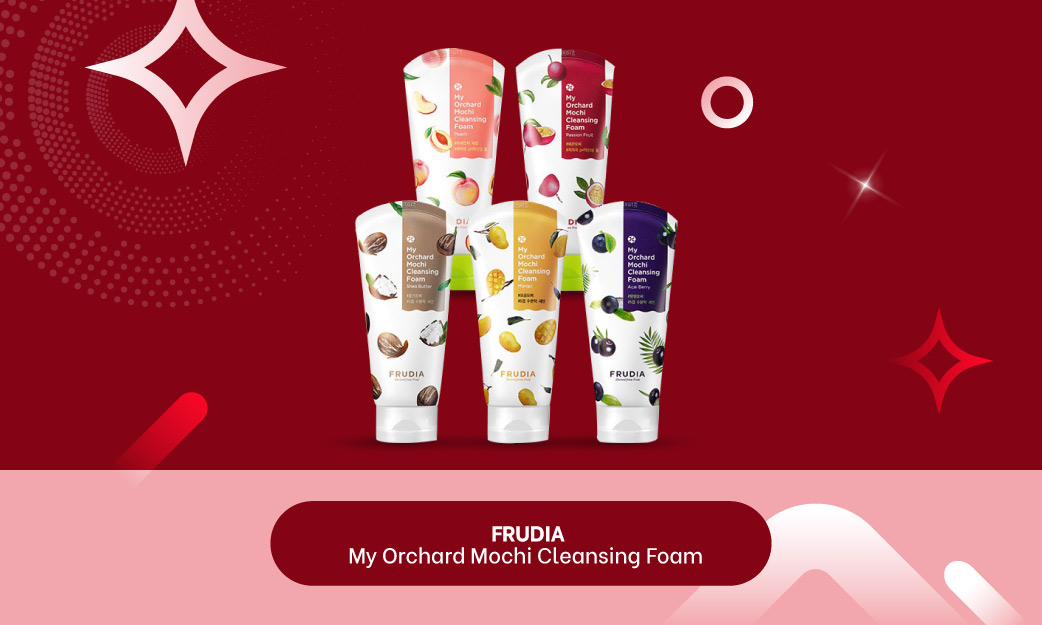 My
Orchard
Mochi
Cleansing
Foam
Peach
My
Orchard
Mochi
Cleansing
Foam
Passion Fruit
My
Orchard
Mochi
Cleansing
Foam
Shea Butter
My
Orchard
Mochi
Cleansing
Foam
Mango
My
Orchard
Mochi
Cleansing
Foam
Acai Berry
FRUDIA
FRUDIA
FRUDIA
FRUDIA
My Orchard Mochi Cleansing Foam